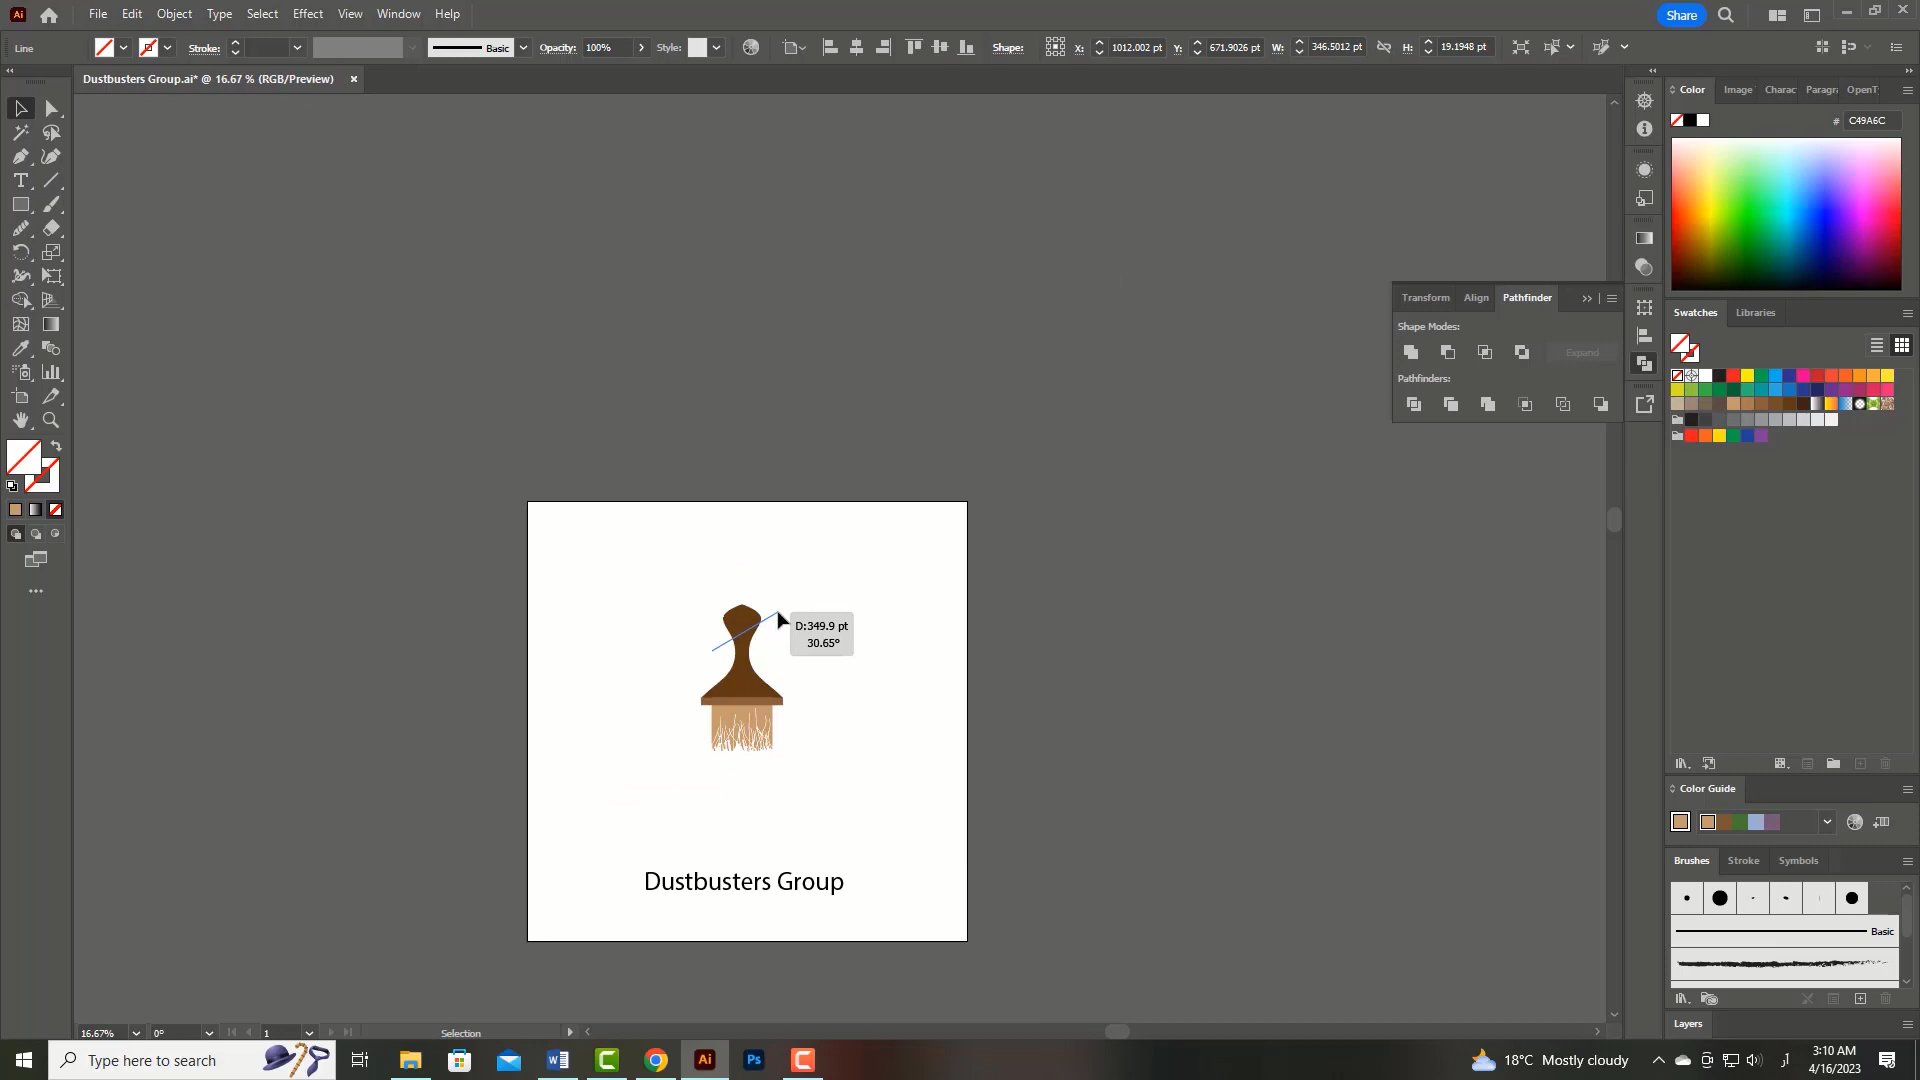 Ai File Edit Object Type Select Effect View Window Help Share
Line Stroke: Basic Opacity: 100% Style: Shape: X: 1012.002 pt Y: 671.9026 pt W: 346.5012 pt H: 19.1948 pt
Dustbusters Group.ai* @ 16.67 % (RGB/Preview)
Color Image Charac Paragra OpenT
# C49A6C
Transform Align Pathfinder
Shape Modes:
Expand
Pathfinders:
Swatches Libraries
D:349.9 pt
30.65°
Dustbusters Group
Color Guide
Brushes Stroke Symbols
Basic
Layers
16.67% 0° 1 Selection
Type here to search
Ai Ps
18°C Mostly cloudy
3:10 AM
4/16/2023